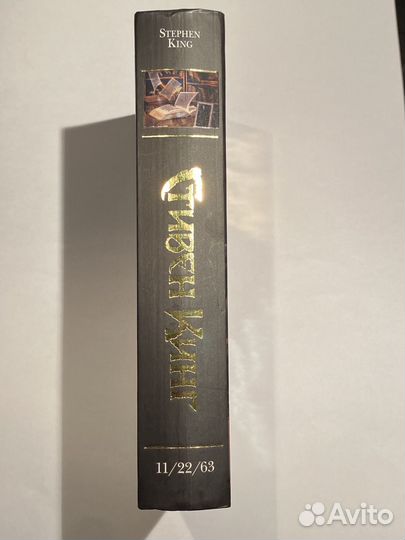 STEPHEN
KING
Стивен Кинг
11/22/63
Avito